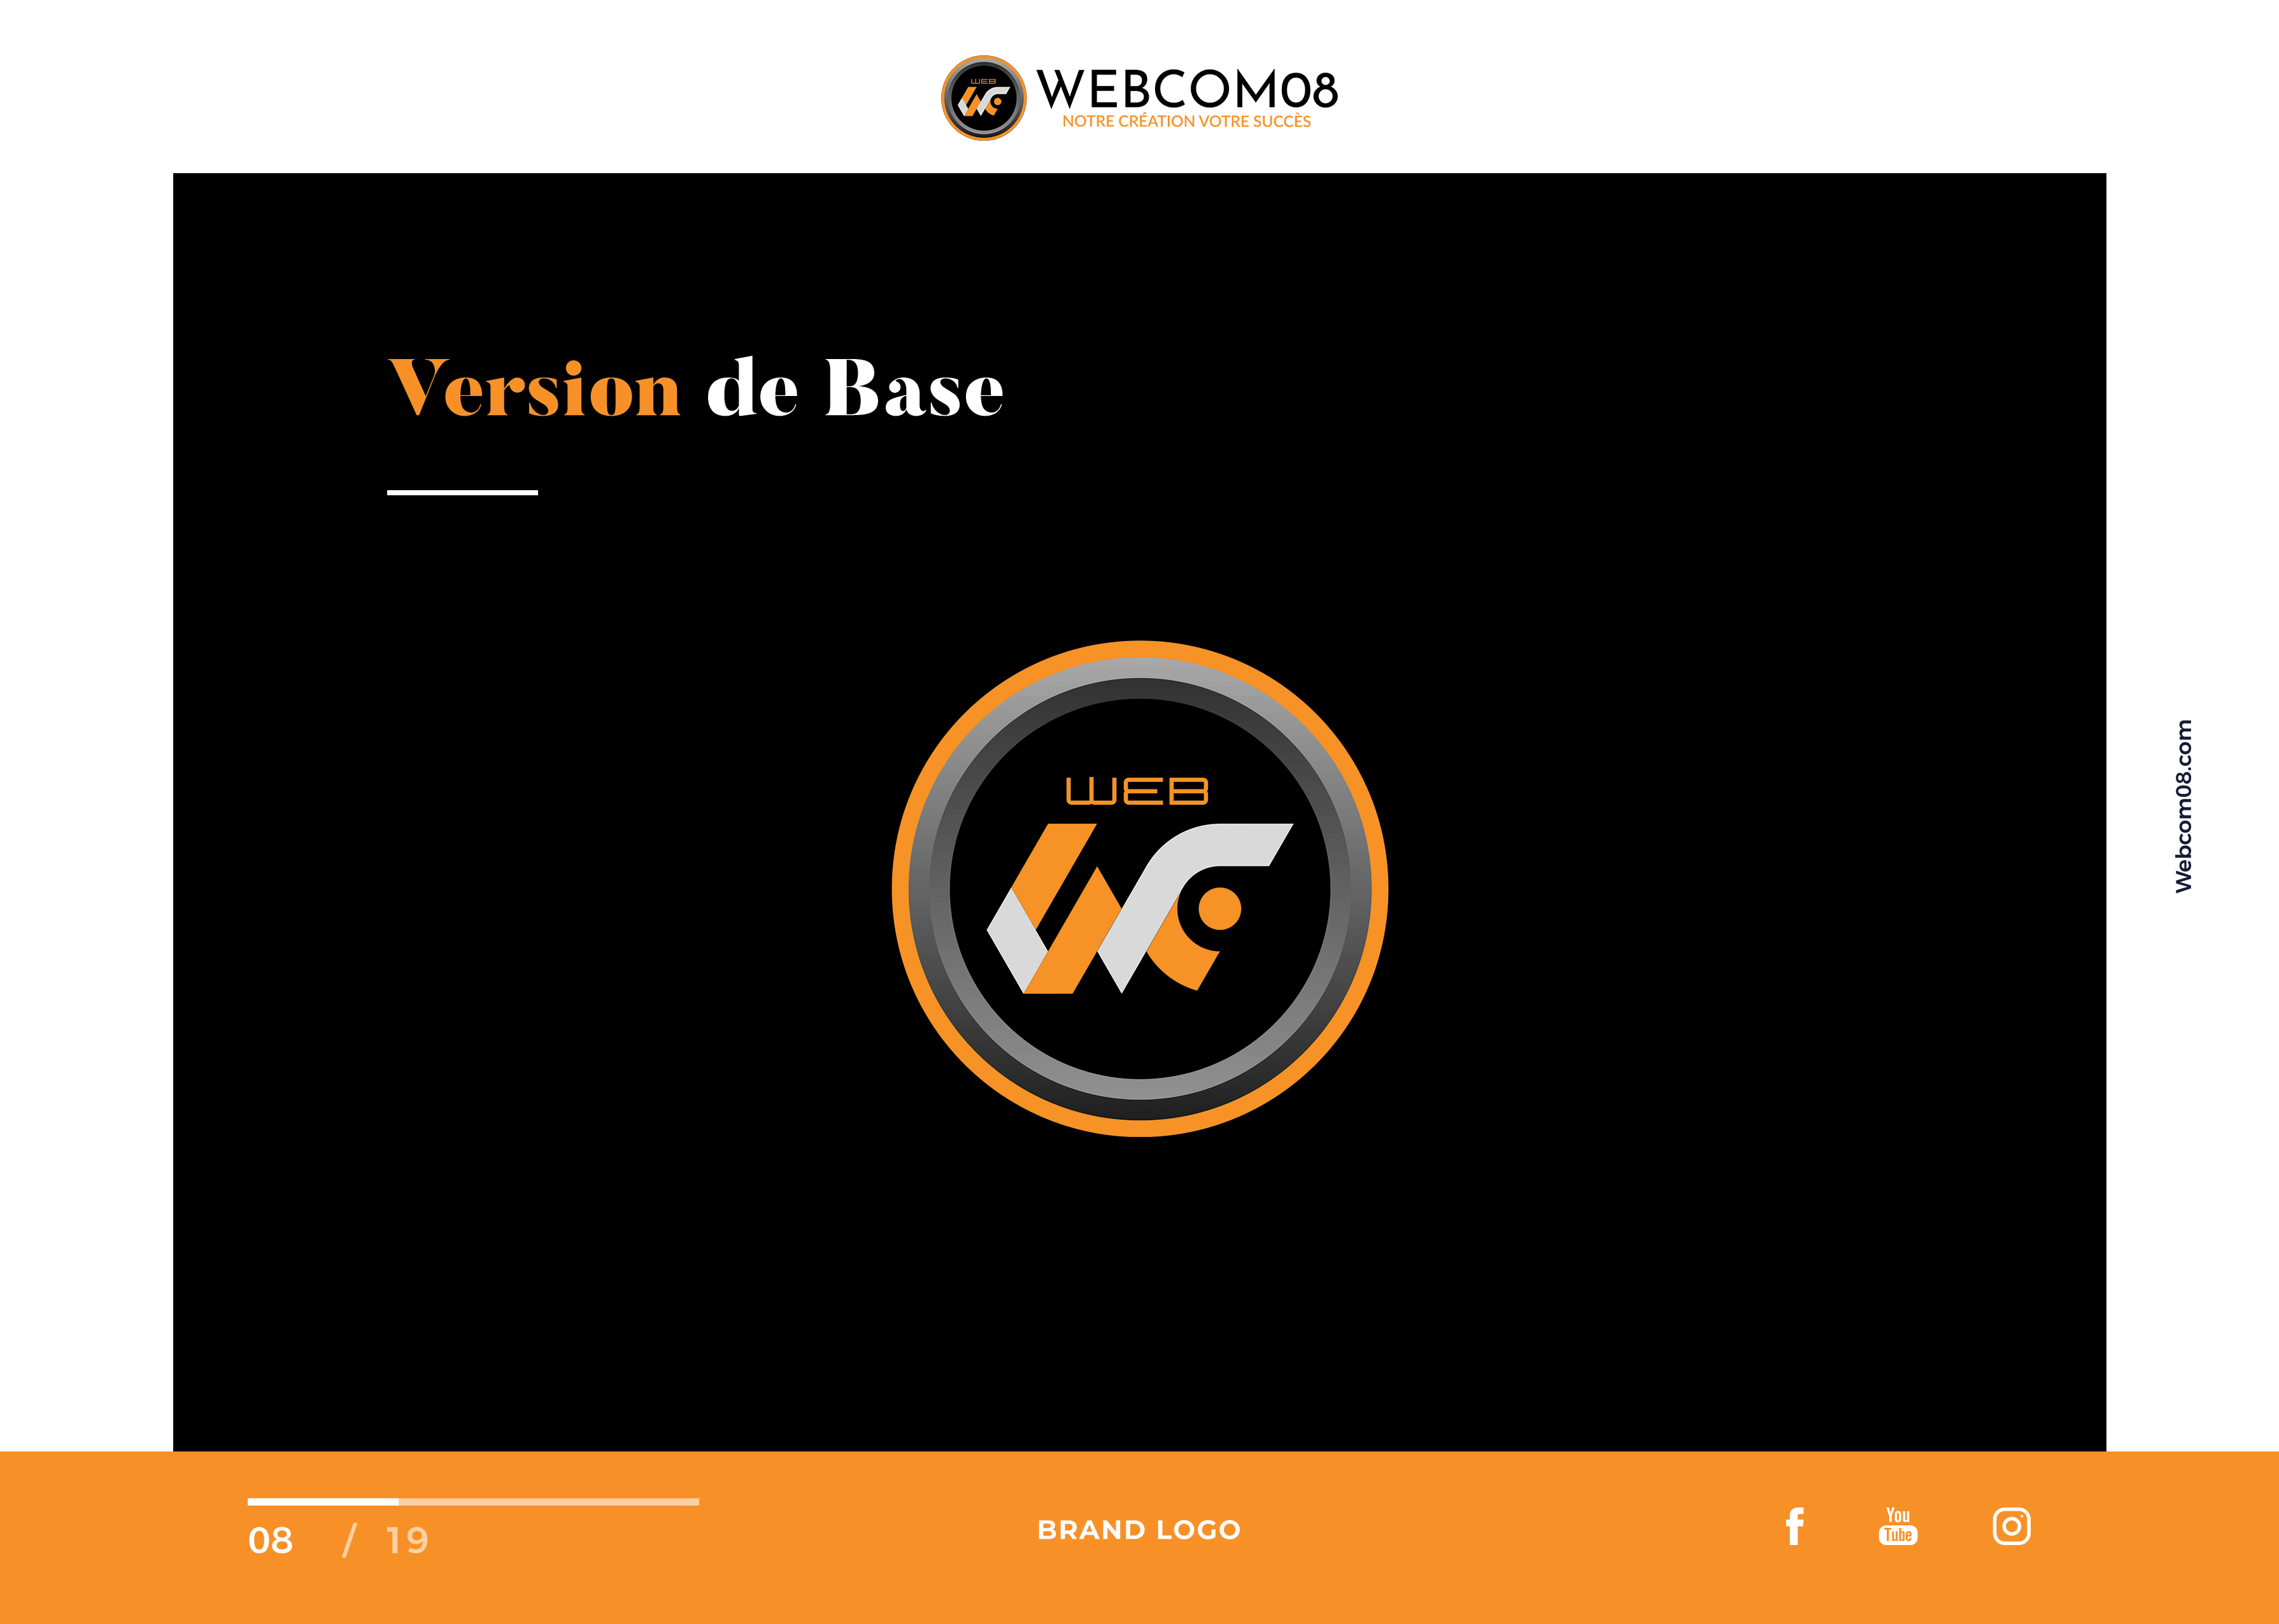 WEB
WEBCOM08
NOTRE CRÉATION VOTRE SUCCÈS
Version de Base
WEB
Webcom08.com
08 / 19
BRAND LOGO
You
Tube